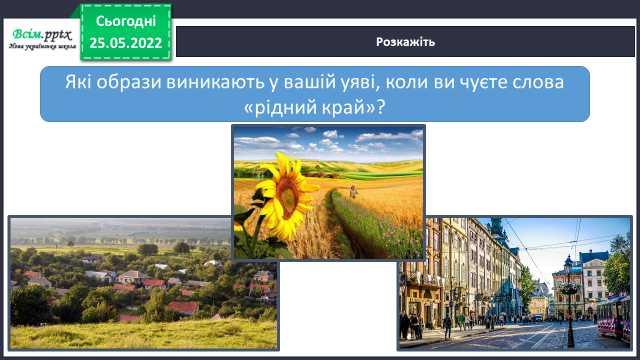 Всім.pptx
Нова українська школа
Сьогодні
25.05.2022
Розкажіть
Які образи виникають у вашій уяві, коли ви чуєте слова
«рідний край»?